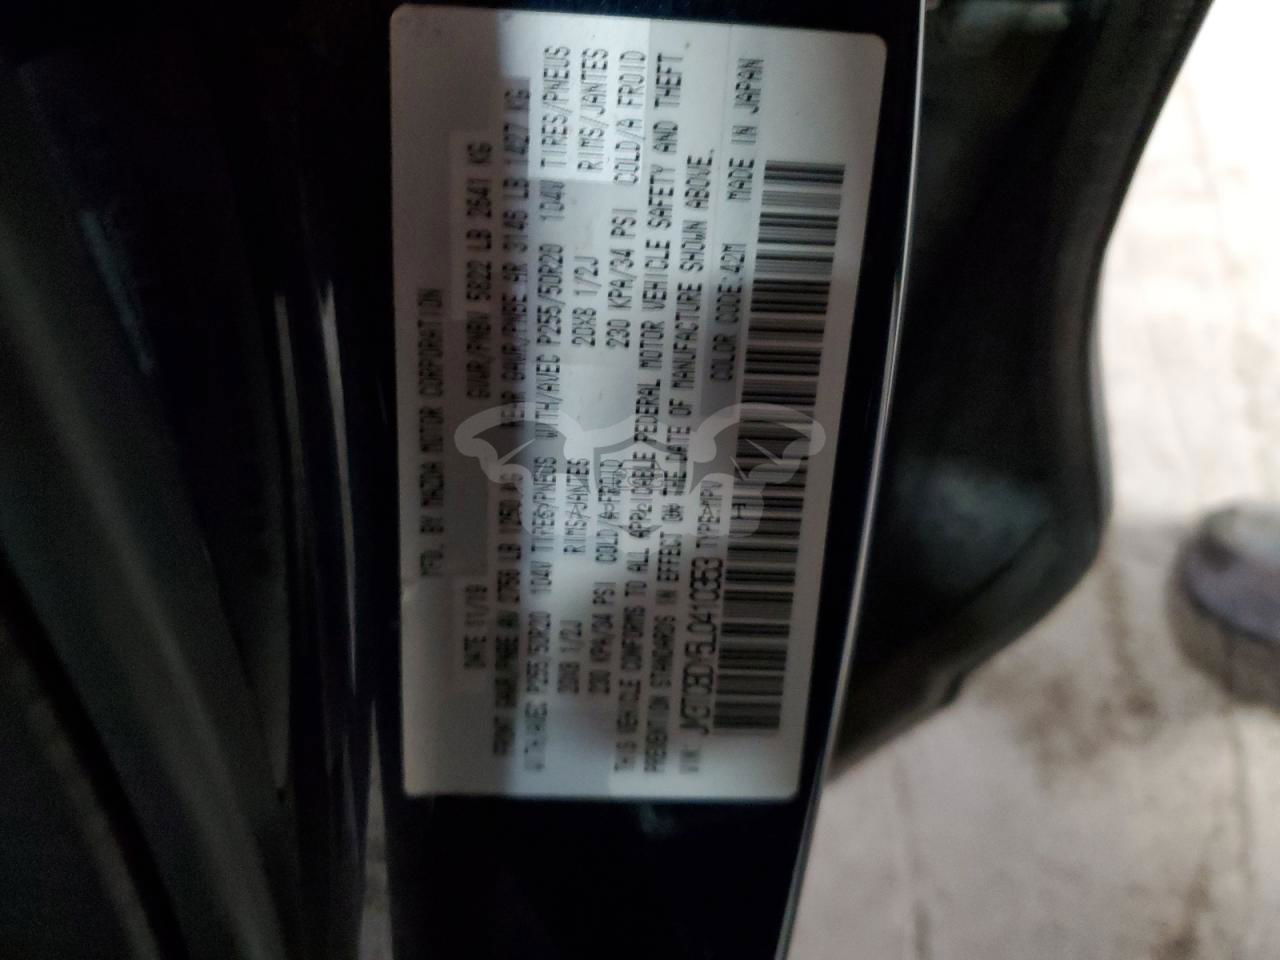 MFD. BY MAZDA MOTOR CORPORATION
DATE 11/19 GVWR/PNBV 5822 LB 2641 KG
FRONT GAWR/PNBE AV 2756 LB 1250 KG REAR GAWR/PNBE AR 3146 LB 1427 KG
WITH/AVEC P255/50R20 104V TIRES/PNEUS WITH/AVEC P255/50R20 104V TIRES/PNEUS
20X8 1/2J RIMS/JANTES 20X8 1/2J RIMS/JANTES
230 KPA/34 PSI COLD/A FROID 230 KPA/34 PSI COLD/A FROID
THIS VEHICLE CONFORMS TO ALL APPLICABLE FEDERAL MOTOR VEHICLE SAFETY AND THEFT
PREVENTION STANDARDS IN EFFECT ON THE DATE OF MANUFACTURE SHOWN ABOVE.
VIN: TYPE:MPV COLOR CODE:42M MADE IN JAPAN